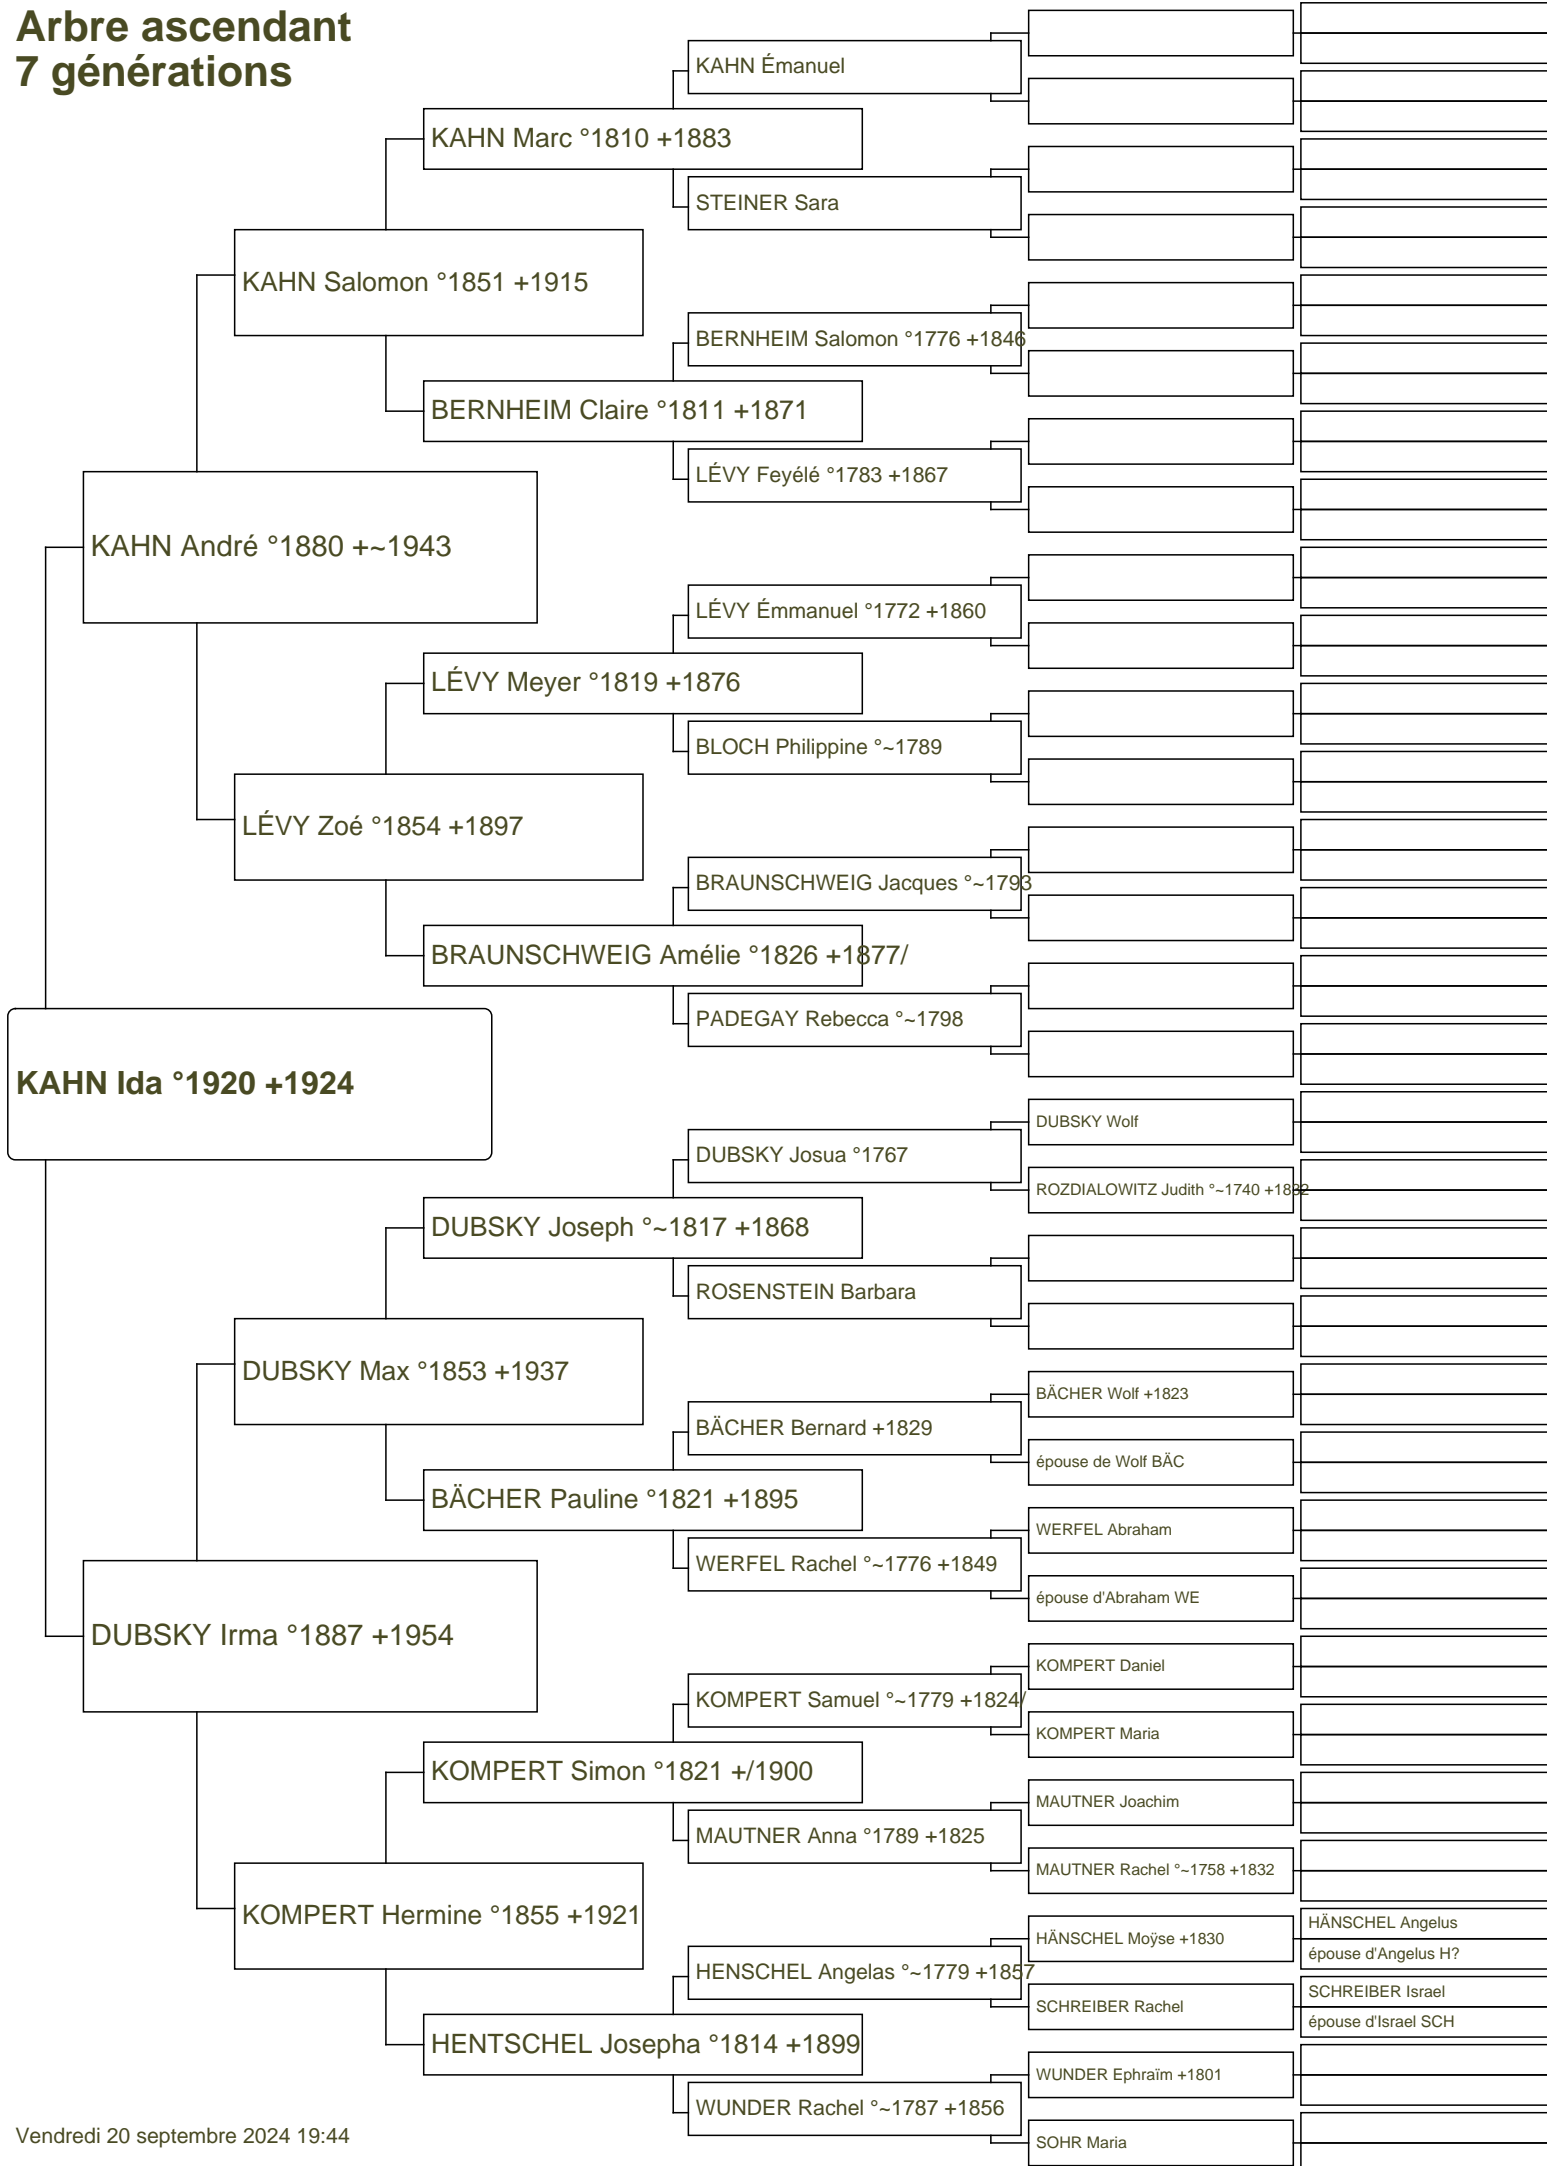 Arbre ascendant
7 générations
KAHN Émanuel
KAHN Marc °1810 +1883
STEINER Sara
KAHN Salomon °1851 +1915
BERNHEIM Salomon °1776 +1846
BERNHEIM Claire °1811 +1871
LÉVY Feyélé °1783 +1867
KAHN André °1880 +~1943
LÉVY Émmanuel °1772 +1860
LÉVY Meyer °1819 +1876
BLOCH Philippine °~1789
LÉVY Zoé °1854 +1897
BRAUNSCHWEIG Jacques °~1793
BRAUNSCHWEIG Amélie °1826 +1877/
PADEGAY Rebecca °~1798
KAHN Ida °1920 +1924
DUBSKY Wolf
DUBSKY Josua °1767
ROZDIALOWITZ Judith °~1740 +1832
DUBSKY Joseph °~1817 +1868
ROSENSTEIN Barbara
DUBSKY Max °1853 +1937
BÄCHER Wolf +1823
BÄCHER Bernard +1829
épouse de Wolf BÄC
BÄCHER Pauline °1821 +1895
WERFEL Abraham
WERFEL Rachel °~1776 +1849
épouse d'Abraham WE
DUBSKY Irma °1887 +1954
KOMPERT Daniel
KOMPERT Samuel °~1779 +1824/
KOMPERT Maria
KOMPERT Simon °1821 +/1900
MAUTNER Joachim
MAUTNER Anna °1789 +1825
MAUTNER Rachel °~1758 +1832
KOMPERT Hermine °1855 +1921
HÄNSCHEL Angelus
HÄNSCHEL Moÿse +1830
épouse d'Angelus H?
HENSCHEL Angelas °~1779 +1857
SCHREIBER Israel
SCHREIBER Rachel
épouse d'Israel SCH
HENTSCHEL Josepha °1814 +1899
WUNDER Ephraïm +1801
WUNDER Rachel °~1787 +1856
SOHR Maria
Vendredi 20 septembre 2024 19:44